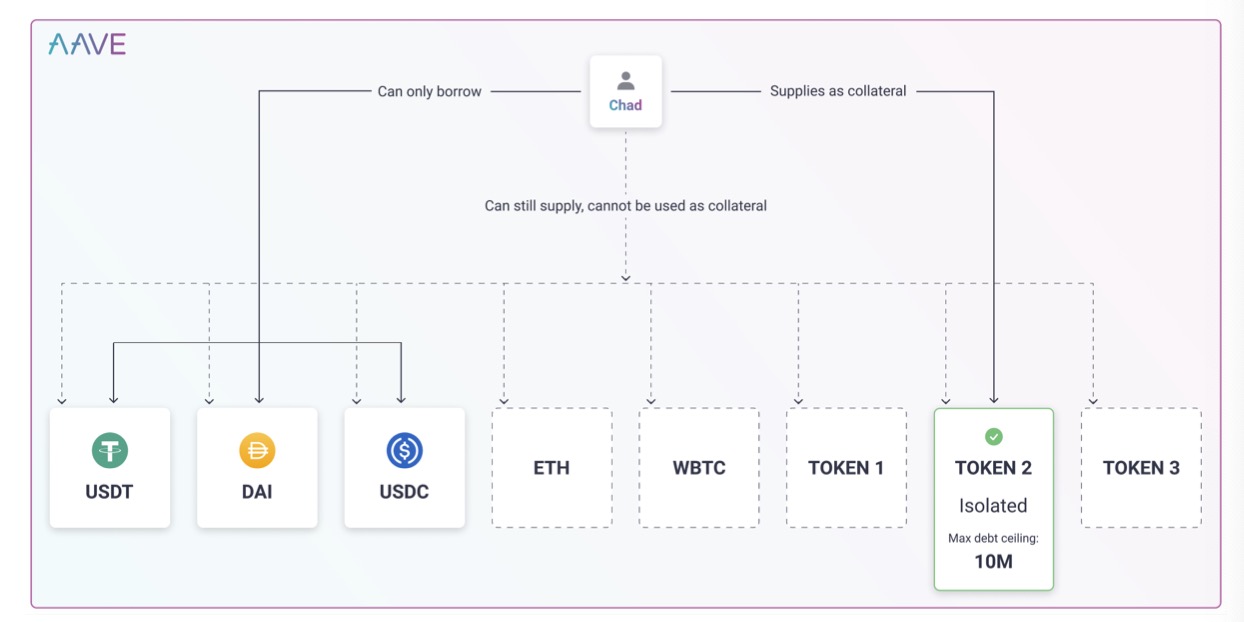 AAVE
Can only borrow
Chad
Supplies as collateral
Can still supply, cannot be used as collateral
USDT
DAI
USDC
ETH
WBTC
TOKEN 1
TOKEN 2
Isolated
Max debt ceiling:
10M
TOKEN 3